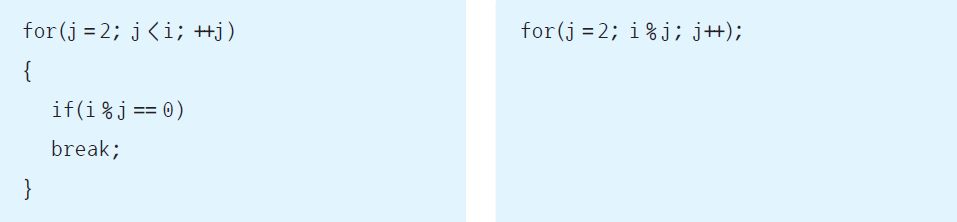 for(j=2; j<i; ++j)
{
if(i%j==0)
break;
}
for(j=2; i%j; j++);